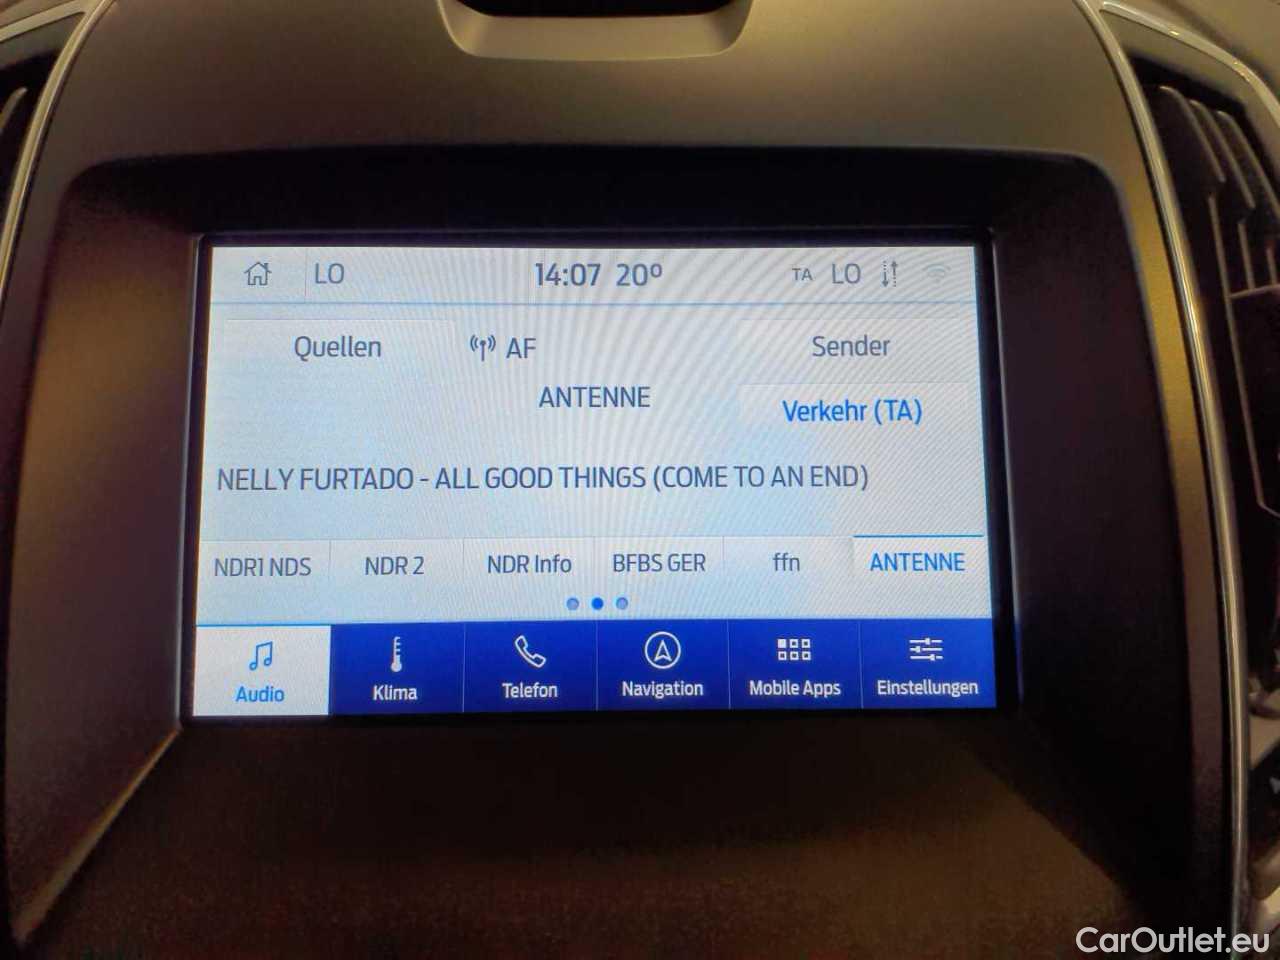 LO 14:07 20º TA LO
Quellen AF Sender
ANTENNE
Verkehr (TA)
NELLY FURTADO - ALL GOOD THINGS (COME TO AN END)
NDR1 NDS NDR 2 NDR Info BFBS GER ffn ANTENNE
Audio Klima Telefon Navigation Mobile Apps Einstellungen
CarOutlet.eu